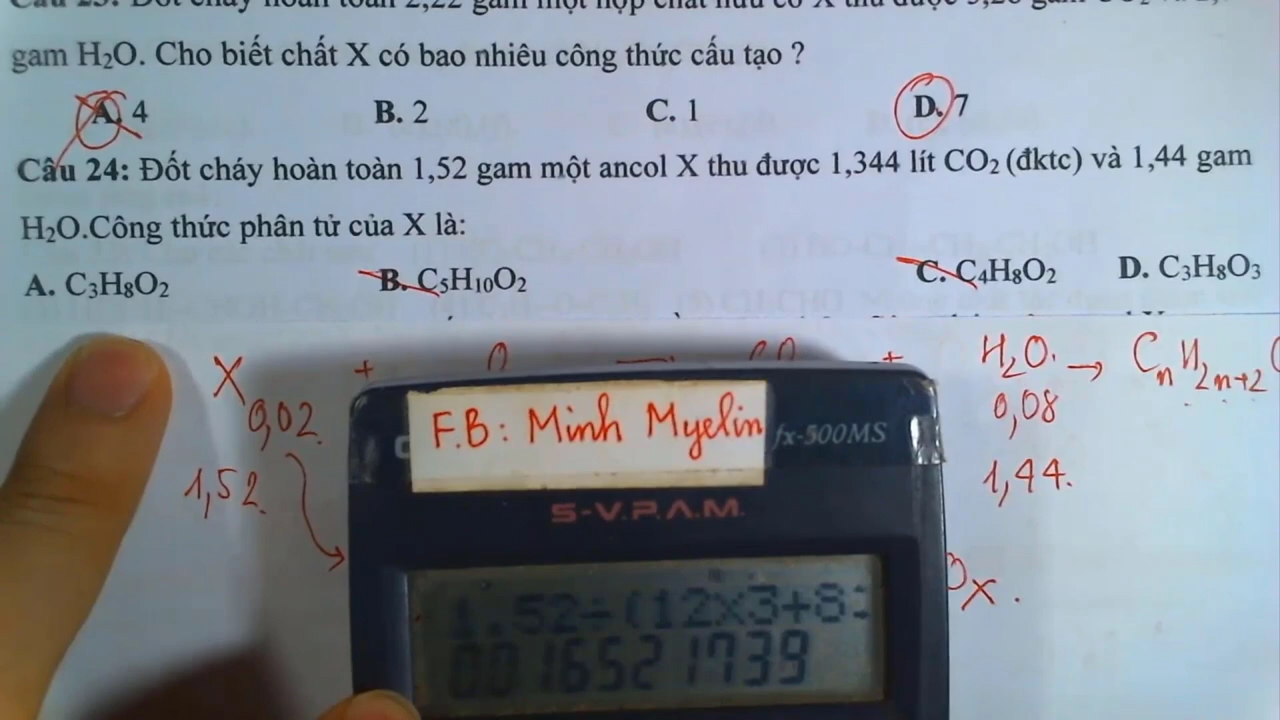 gam H₂O. Cho biết chất X có bao nhiêu công thức cấu tạo ?
A. 4 B. 2 C. 1 D. 7
Câu 24: Đốt cháy hoàn toàn 1,52 gam một ancol X thu được 1,344 lít CO₂ (đktc) và 1,44 gam
H₂O.Công thức phân tử của X là:
A. C₃H₈O₂ B. C₅H₁₀O₂ C. C₄H₈O₂ D. C₃H₈O₃
X + H₂O. → CₙH₂ₙ₊₂
0,02. 0,08
1,52. 1,44.
F.B: Minh Myelin fx-500MS
S-V.P.A.M.
x.
1.52÷(12x3+8
0.016521739